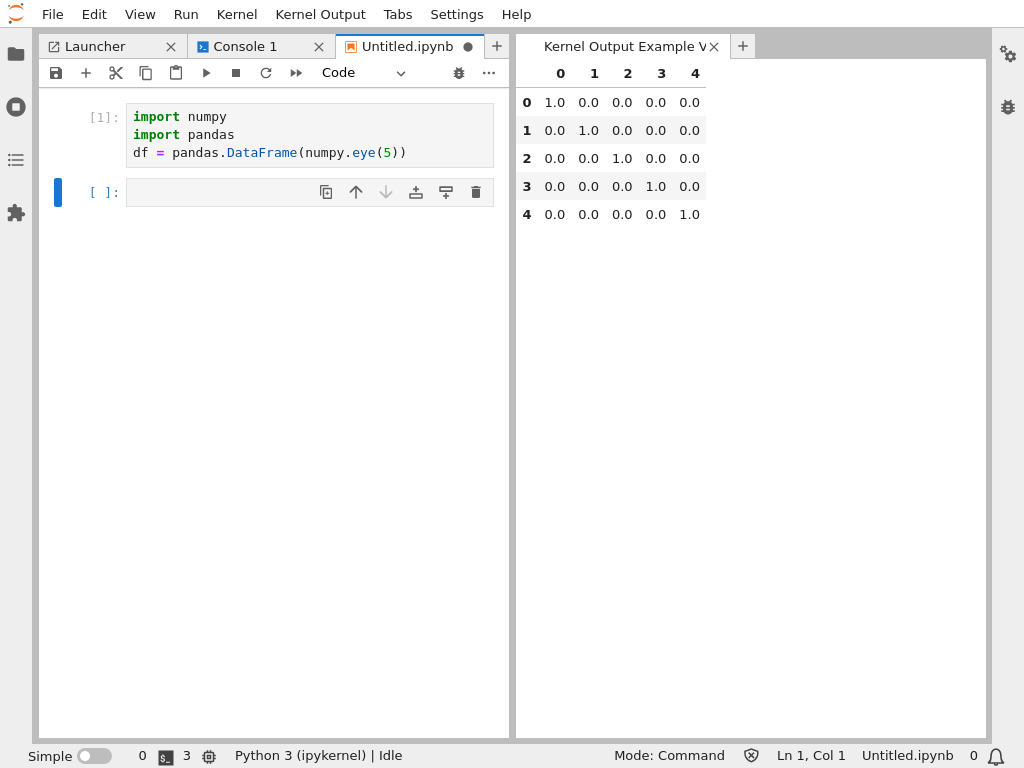 File Edit View Run Kernel Kernel Output Tabs Settings Help
Launcher Console 1 Untitled.ipynb Kernel Output Example V
Code
[1]: import numpy
import pandas
df = pandas.DataFrame(numpy.eye(5))
[ ]:
0 1 2 3 4
0 1.0 0.0 0.0 0.0 0.0
1 0.0 1.0 0.0 0.0 0.0
2 0.0 0.0 1.0 0.0 0.0
3 0.0 0.0 0.0 1.0 0.0
4 0.0 0.0 0.0 0.0 1.0
Simple 0 $_ 3 Python 3 (ipykernel) | Idle Mode: Command Ln 1, Col 1 Untitled.ipynb 0